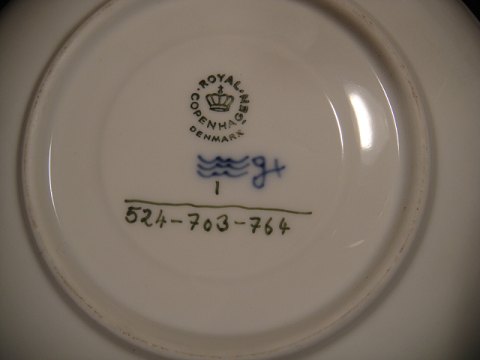 ROYAL COPENHAGEN
DENMARK
g+
1
524-703-764